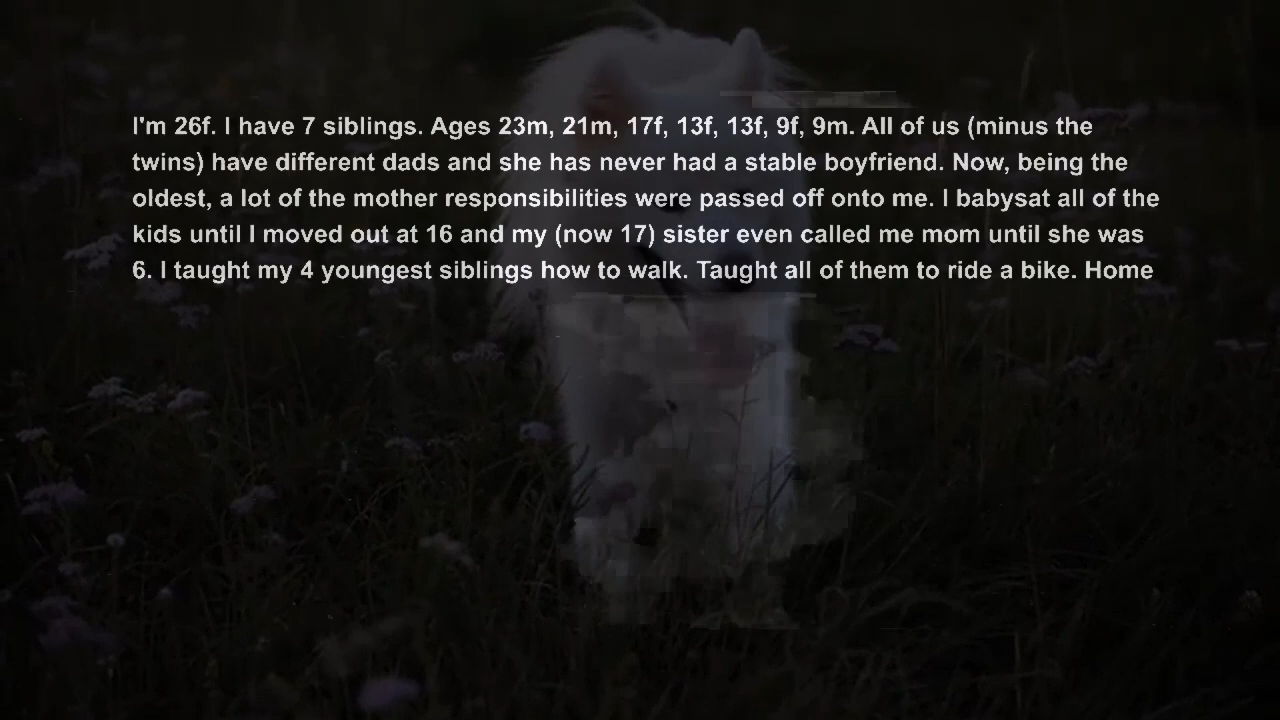 I'm 26f. I have 7 siblings. Ages 23m, 21m, 17f, 13f, 13f, 9f, 9m. All of us (minus the
twins) have different dads and she has never had a stable boyfriend. Now, being the
oldest, a lot of the mother responsibilities were passed off onto me. I babysat all of the
kids until I moved out at 16 and my (now 17) sister even called me mom until she was
6. I taught my 4 youngest siblings how to walk. Taught all of them to ride a bike. Home